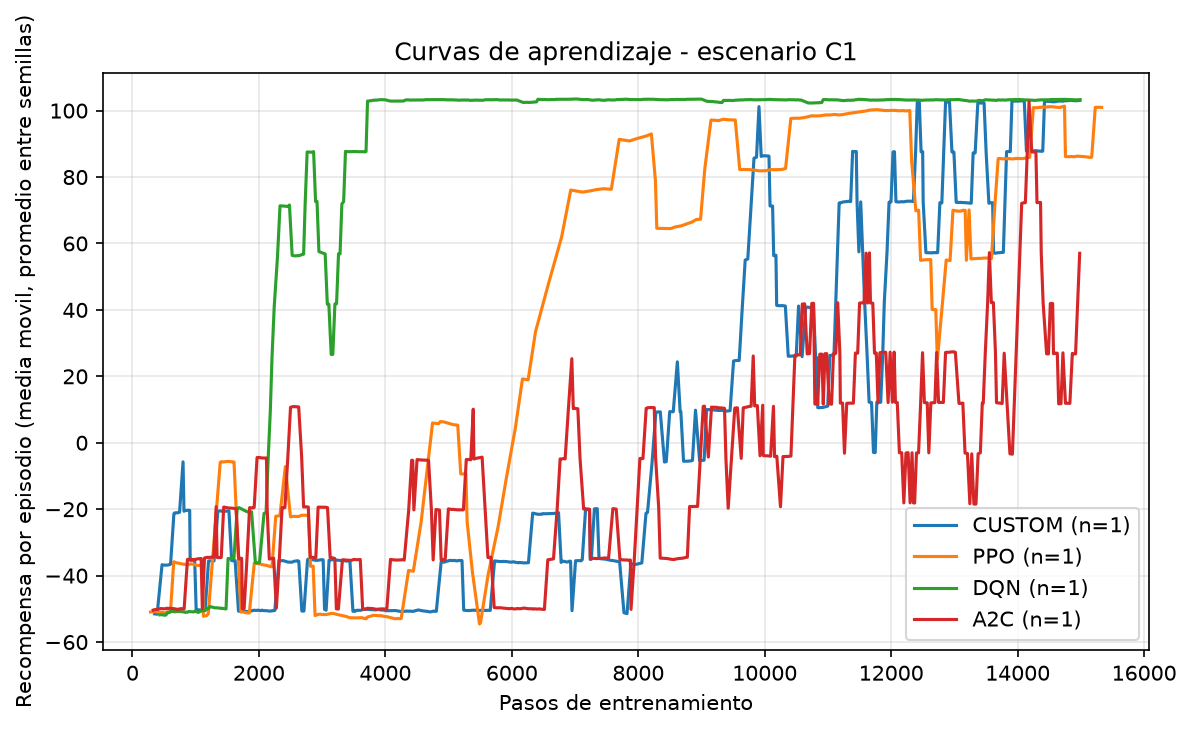 Curvas de aprendizaje - escenario C1
Recompensa por episodio (media movil, promedio entre semillas)
100
80
60
40
20
0
−20
−40
−60
CUSTOM (n=1)
PPO (n=1)
DQN (n=1)
A2C (n=1)
0 2000 4000 6000 8000 10000 12000 14000 16000
Pasos de entrenamiento